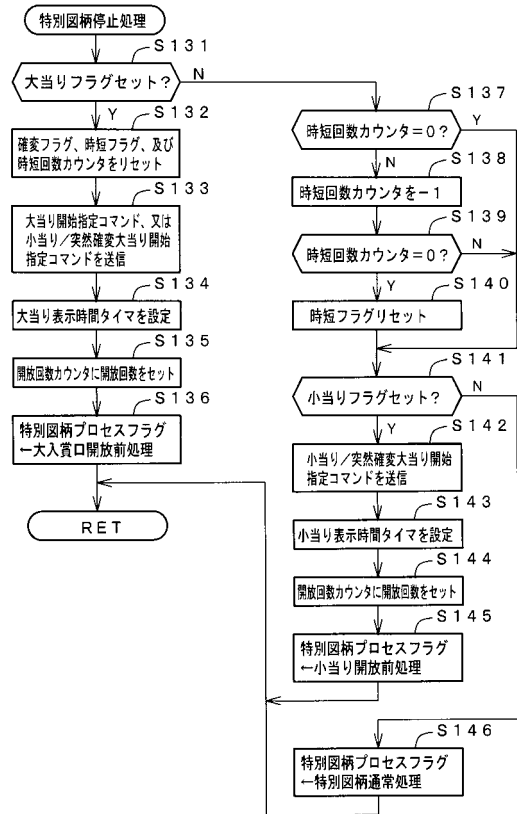 特別図柄停止処理
S131
大当りフラグセット?
N
Y
S132
確変フラグ、時短フラグ、及び
時短回数カウンタをリセット
S133
大当り開始指定コマンド、又は
小当り/突然確変大当り開始
指定コマンドを送信
S134
大当り表示時間タイマを設定
S135
開放回数カウンタに開放回数をセット
S136
特別図柄プロセスフラグ
←大入賞口開放前処理
RET
S137
時短回数カウンタ=0?
Y
N
S138
時短回数カウンタを-1
S139
時短回数カウンタ=0?
N
Y
S140
時短フラグリセット
S141
小当りフラグセット?
N
Y
S142
小当り/突然確変大当り開始
指定コマンドを送信
S143
小当り表示時間タイマを設定
S144
開放回数カウンタに開放回数をセット
S145
特別図柄プロセスフラグ
←小当り開放前処理
S146
特別図柄プロセスフラグ
←特別図柄通常処理